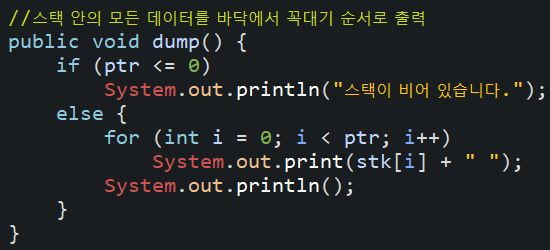 //스택 안의 모든 데이터를 바닥에서 꼭대기 순서로 출력
public void dump() {
    if (ptr <= 0)
        System.out.println("스택이 비어 있습니다.");
    else {
        for (int i = 0; i < ptr; i++)
            System.out.print(stk[i] + " ");
        System.out.println();
    }
}